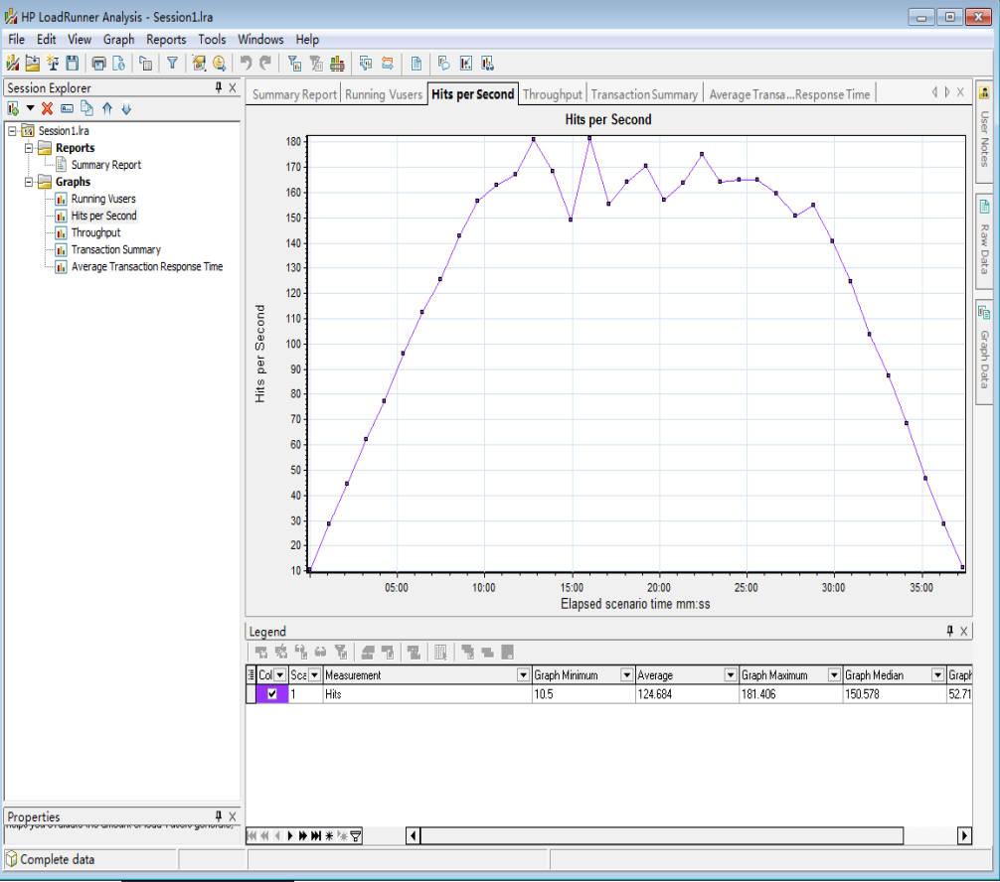 HP LoadRunner Analysis - Session1.lra
File Edit View Graph Reports Tools Windows Help
Session Explorer
Session1.lra
Reports
Summary Report
Graphs
Running Vusers
Hits per Second
Throughput
Transaction Summary
Average Transaction Response Time
Properties
Complete data
Summary Report Running Vusers Hits per Second Throughput Transaction Summary Average Transa...Response Time
Hits per Second
180
170
160
150
140
130
120
110
100
90
80
70
60
50
40
30
20
10
Hits per Second
05:00 10:00 15:00 20:00 25:00 30:00 35:00
Elapsed scenario time mm:ss
User Notes
Raw Data
Graph Data
Legend
Col Sca Measurement Graph Minimum Average Graph Maximum Graph Median Graph
1 Hits 10.5 124.684 181.406 150.578 52.71